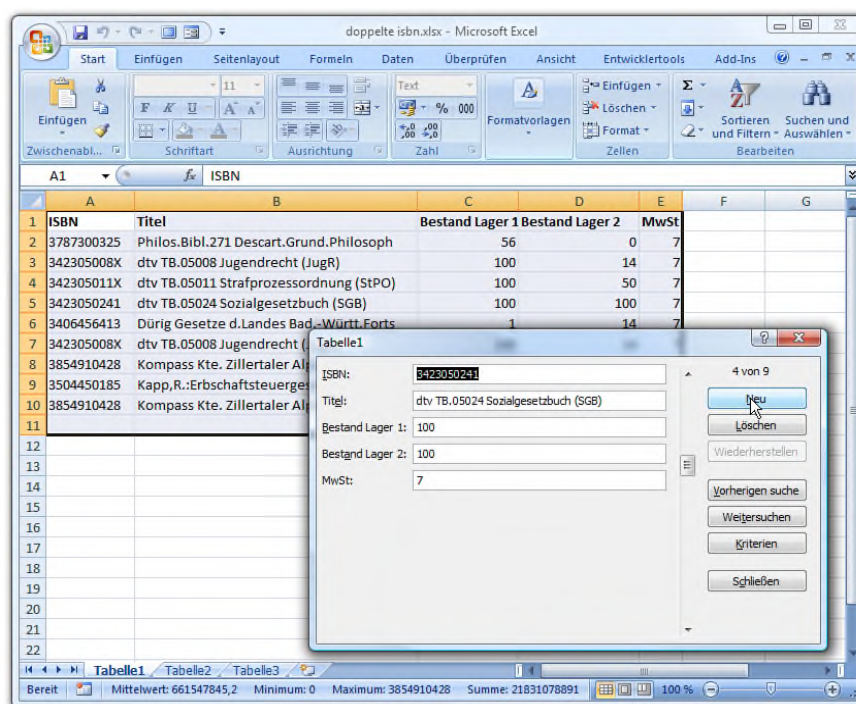 doppelte isbn.xlsx - Microsoft Excel
Start Einfügen Seitenlayout Formeln Daten Überprüfen Ansicht Entwicklertools Add-Ins
Einfügen
11
Text
F K U A A
% 000
Formatvorlagen
Einfügen
Löschen
Format
Σ
Sortieren und Filtern
Suchen und Auswählen
Zwischenabl... Schriftart Ausrichtung Zahl Zellen Bearbeiten
A1 fx ISBN
A B C D E F G
1 ISBN Titel Bestand Lager 1 Bestand Lager 2 MwSt
2 3787300325 Philos.Bibl.271 Descart.Grund.Philosoph 56 0 7
3 342305008X dtv TB.05008 Jugendrecht (JugR) 100 14 7
4 342305011X dtv TB.05011 Strafprozessordnung (StPO) 100 50 7
5 3423050241 dtv TB.05024 Sozialgesetzbuch (SGB) 100 100 7
6 3406456413 Dürig Gesetze d.Landes Bad.-Württ.Forts 1 14 7
7 342305008X dtv TB.05008 Jugendrecht (
8 3854910428 Kompass Kte. Zillertaler Al
9 3504450185 Kapp,R.:Erbschaftsteuerges
10 3854910428 Kompass Kte. Zillertaler Al
11
12
13
14
15
16
17
18
19
20
21
22
Tabelle1
ISBN: 3423050241
Titel: dtv TB.05024 Sozialgesetzbuch (SGB)
Bestand Lager 1: 100
Bestand Lager 2: 100
MwSt: 7
4 von 9
Neu
Löschen
Wiederherstellen
Vorherigen suche
Weitersuchen
Kriterien
Schließen
Tabelle1 Tabelle2 Tabelle3
Bereit Mittelwert: 661547845,2 Minimum: 0 Maximum: 3854910428 Summe: 21831078891 100 %